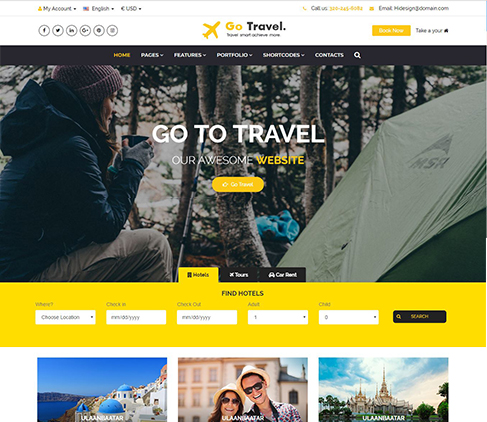 My Account English € USD Call us: 320-049-6082 Email: Hidesign@domain.com
Go Travel.
Travel smart achieve more.
Book Now Take a your
HOME PAGES FEATURES PORTFOLIO SHORTCODES CONTACTS
MSR
GO TO TRAVEL
OUR AWESOME WEBSITE
Go Travel
Hotels Tours Car Rent
FIND HOTELS
Where? Check In Check Out Adult Child
Choose Location mm/dd/yyyy mm/dd/yyyy 1 0 SEARCH
ULAANBAATAR ULAANBAATAR ULAANBAATAR